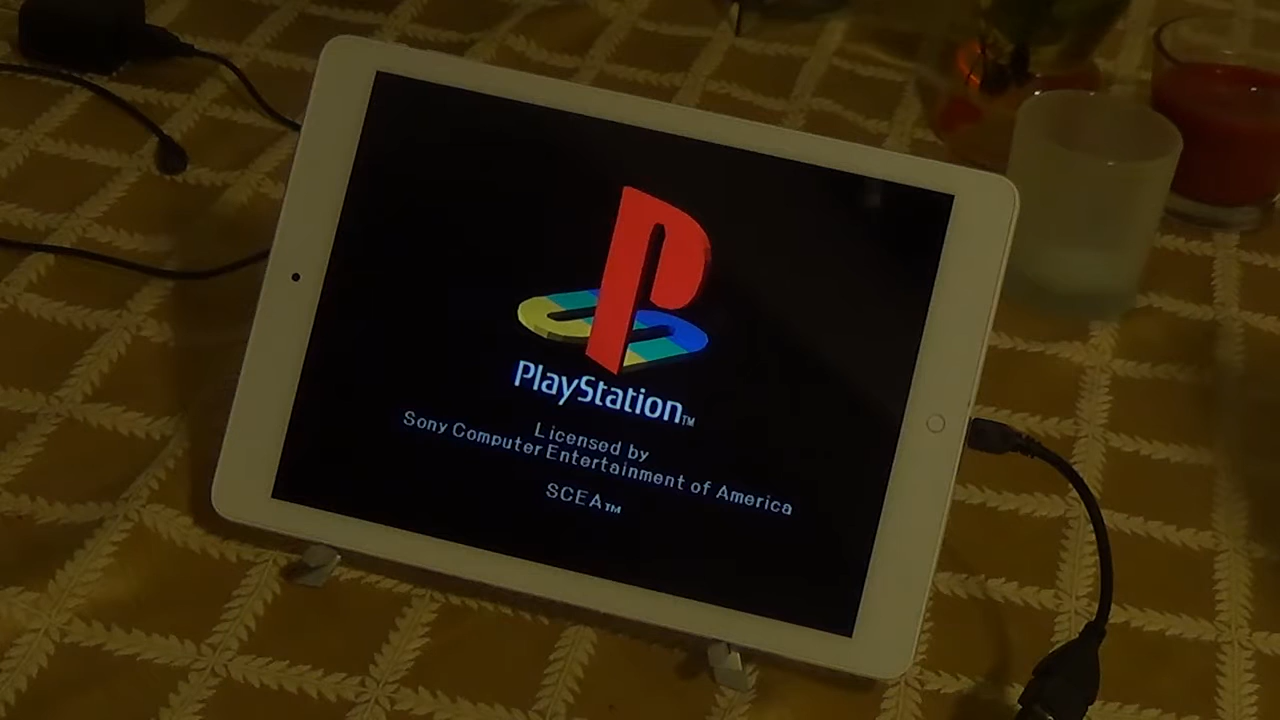 PlayStation™
Licensed by
Sony Computer Entertainment of America
SCEA™